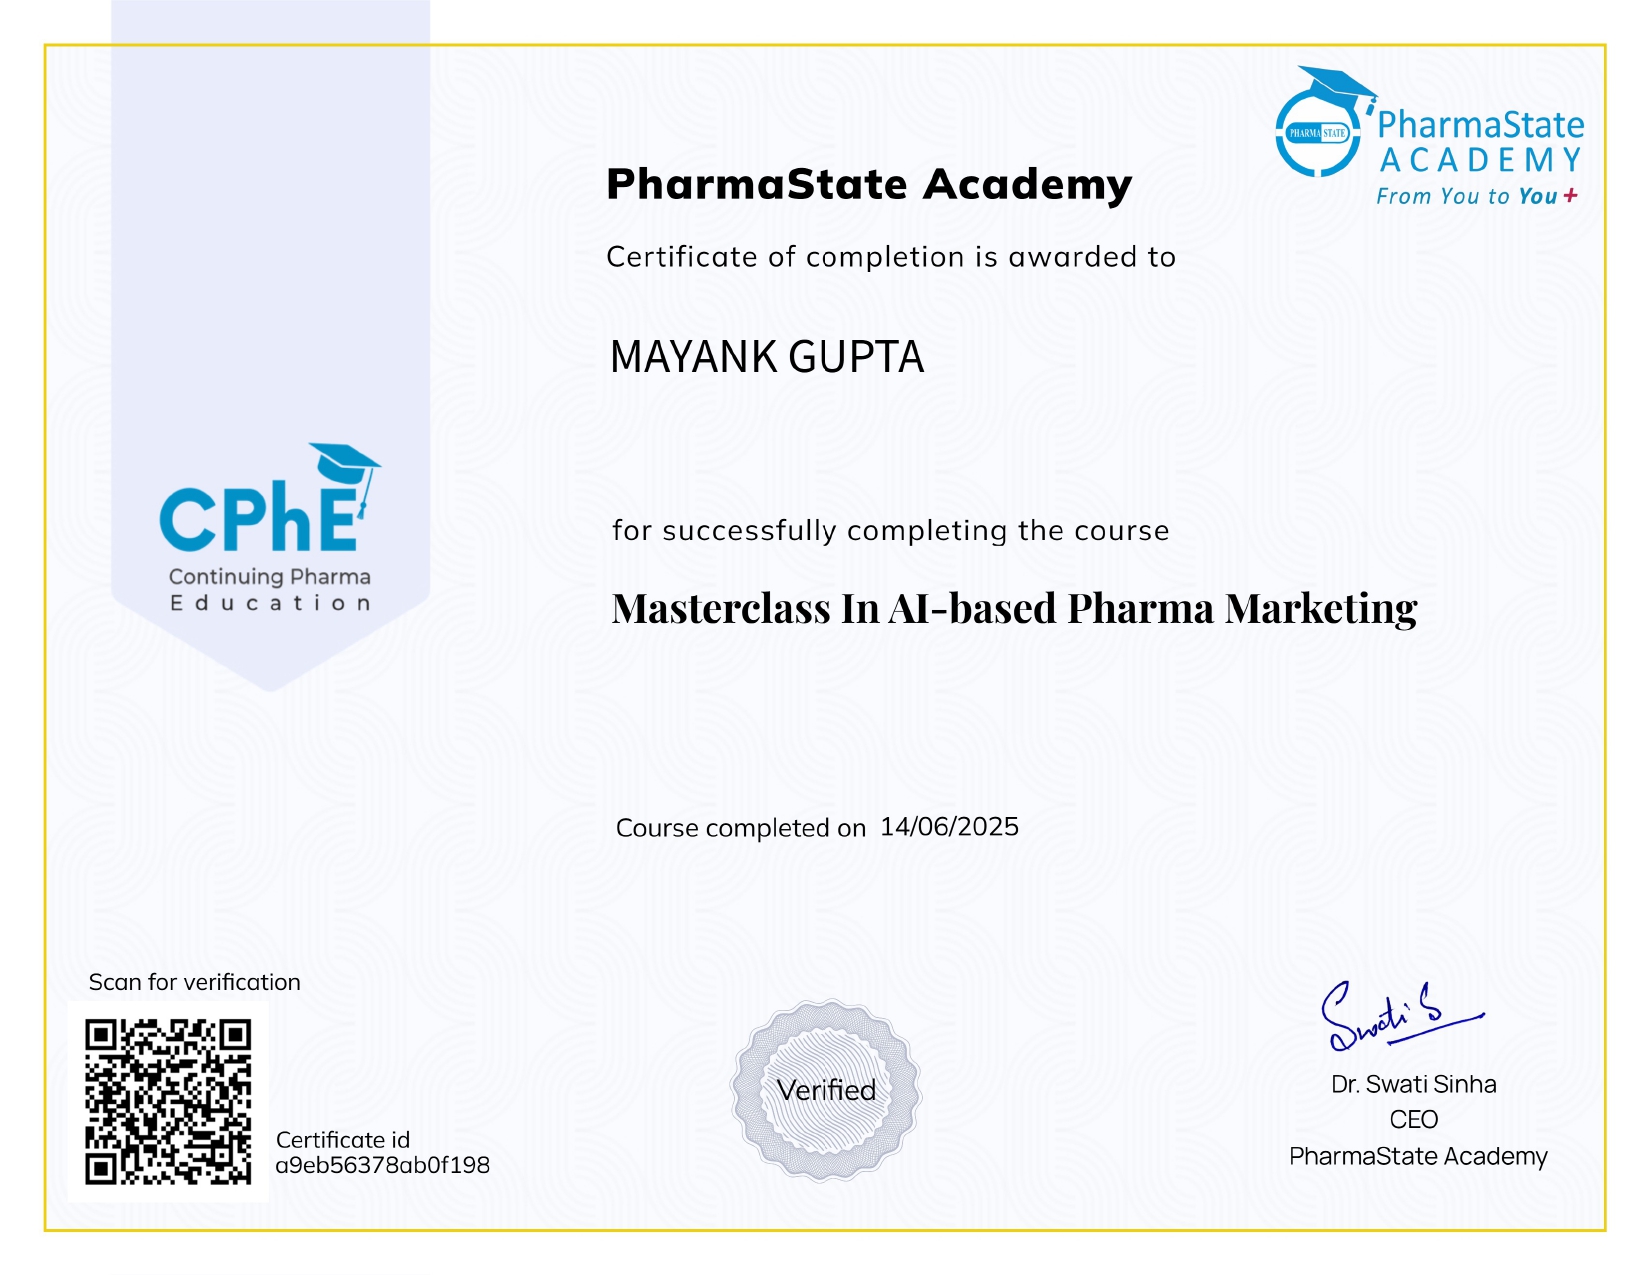 PHARMA STATE
PharmaState
ACADEMY
From You to You +
PharmaState Academy
Certificate of completion is awarded to
MAYANK GUPTA
CPhE
Continuing Pharma
Education
for successfully completing the course
Masterclass In AI-based Pharma Marketing
Course completed on 14/06/2025
Scan for verification
Certificate id
a9eb56378ab0f198
Verified
Swati S
Dr. Swati Sinha
CEO
PharmaState Academy